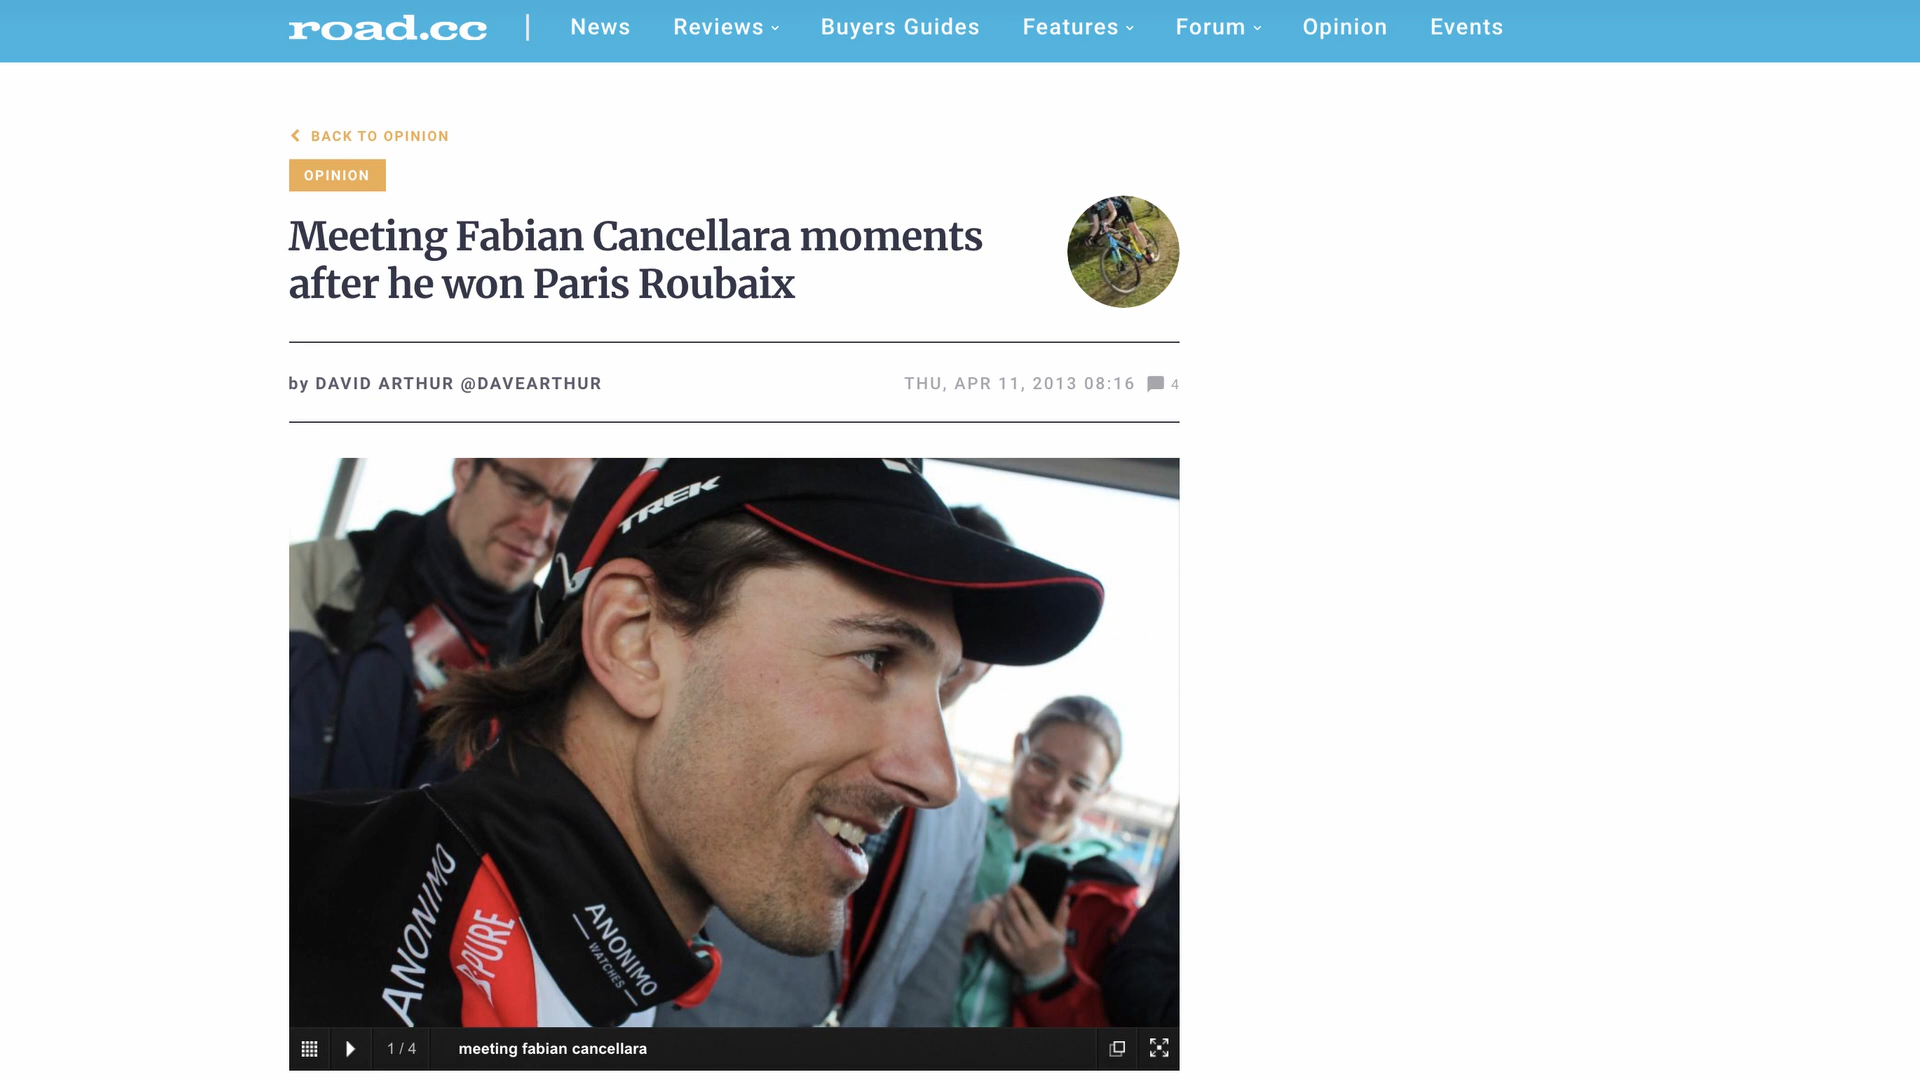 road.cc
News
Reviews
Buyers Guides
Features
Forum
Opinion
Events
BACK TO OPINION
OPINION
Meeting Fabian Cancellara moments
after he won Paris Roubaix
by DAVID ARTHUR @DAVEARTHUR
THU, APR 11, 2013 08:16
4
TREK
ANONIMO
B·PURE
ANONIMO
WATCHES
1 / 4
meeting fabian cancellara